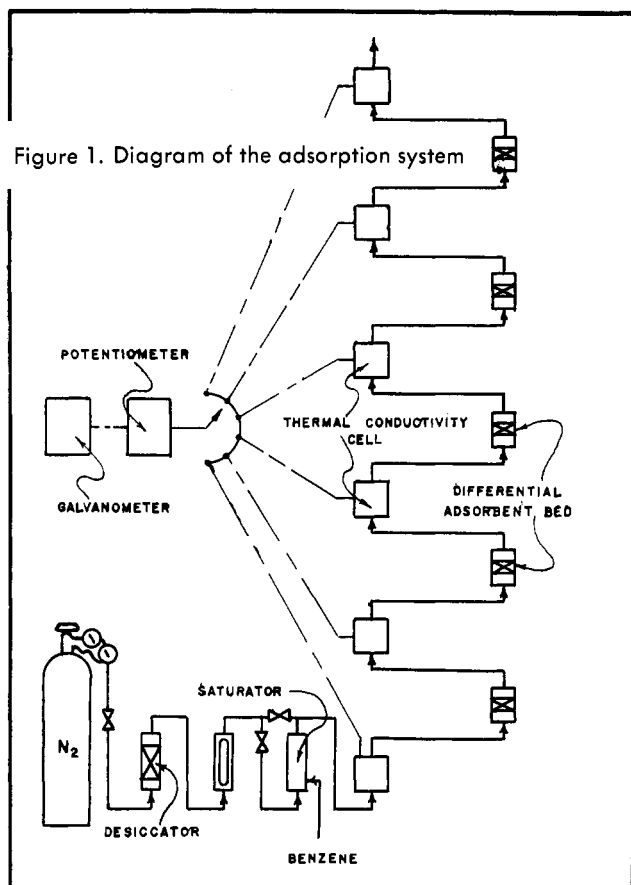 Figure 1. Diagram of the adsorption system
POTENTIOMETER
GALVANOMETER
THERMAL CONDUCTIVITY
CELL
DIFFERENTIAL
ADSORBENT BED
SATURATOR
N2
DESICCATOR
BENZENE